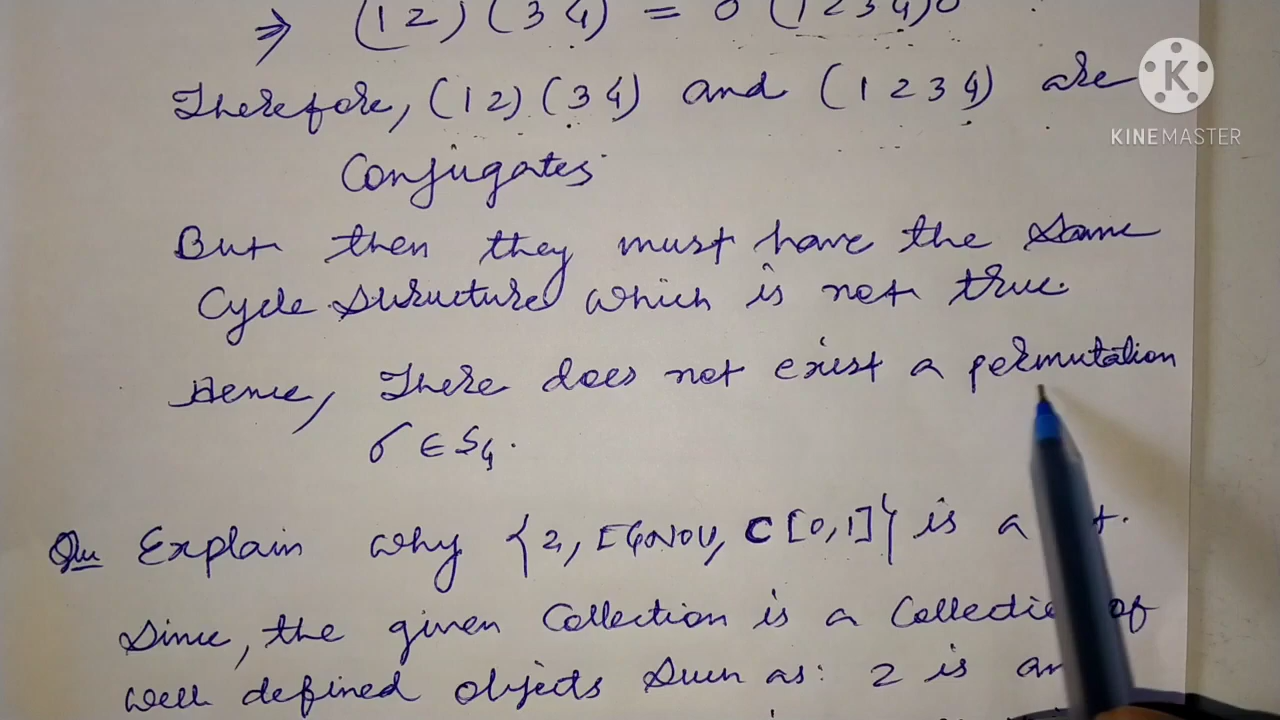 ⇒ (1 2) (3 4) = σ (1 2 3 4) σ
Therefore, (1 2) (3 4) and (1 2 3 4) are
Conjugates.
But then they must have the same
Cycle structure which is not true.
Hence, There does not exist a permutation
σ ∈ S4.
Qu Explain why {2, IGNOU, C[0,1]} is a
Since, the given Collection is a of
well defined objects such as: 2 is an
K
KINEMASTER